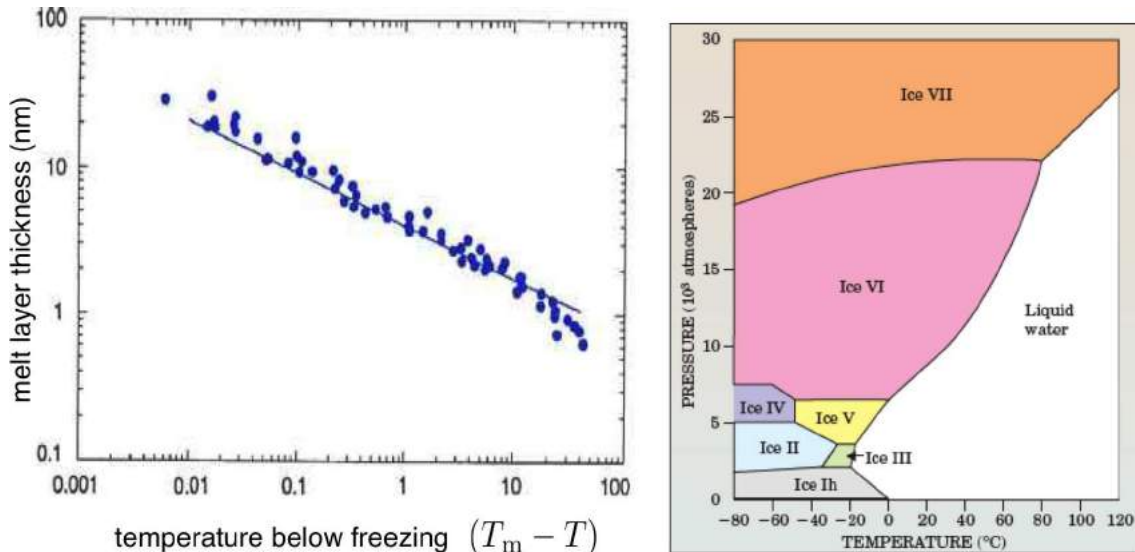 100
10
1
0.1
melt layer thickness (nm)
0.001 0.01 0.1 1 10 100
temperature below freezing (Tm − T)
30
25
20
15
10
5
0
PRESSURE (10³ atmospheres)
Ice VII
Ice VI
Liquid
water
Ice IV
Ice V
Ice II
Ice III
Ice Ih
−80 −60 −40 −20 0 20 40 60 80 100 120
TEMPERATURE (°C)